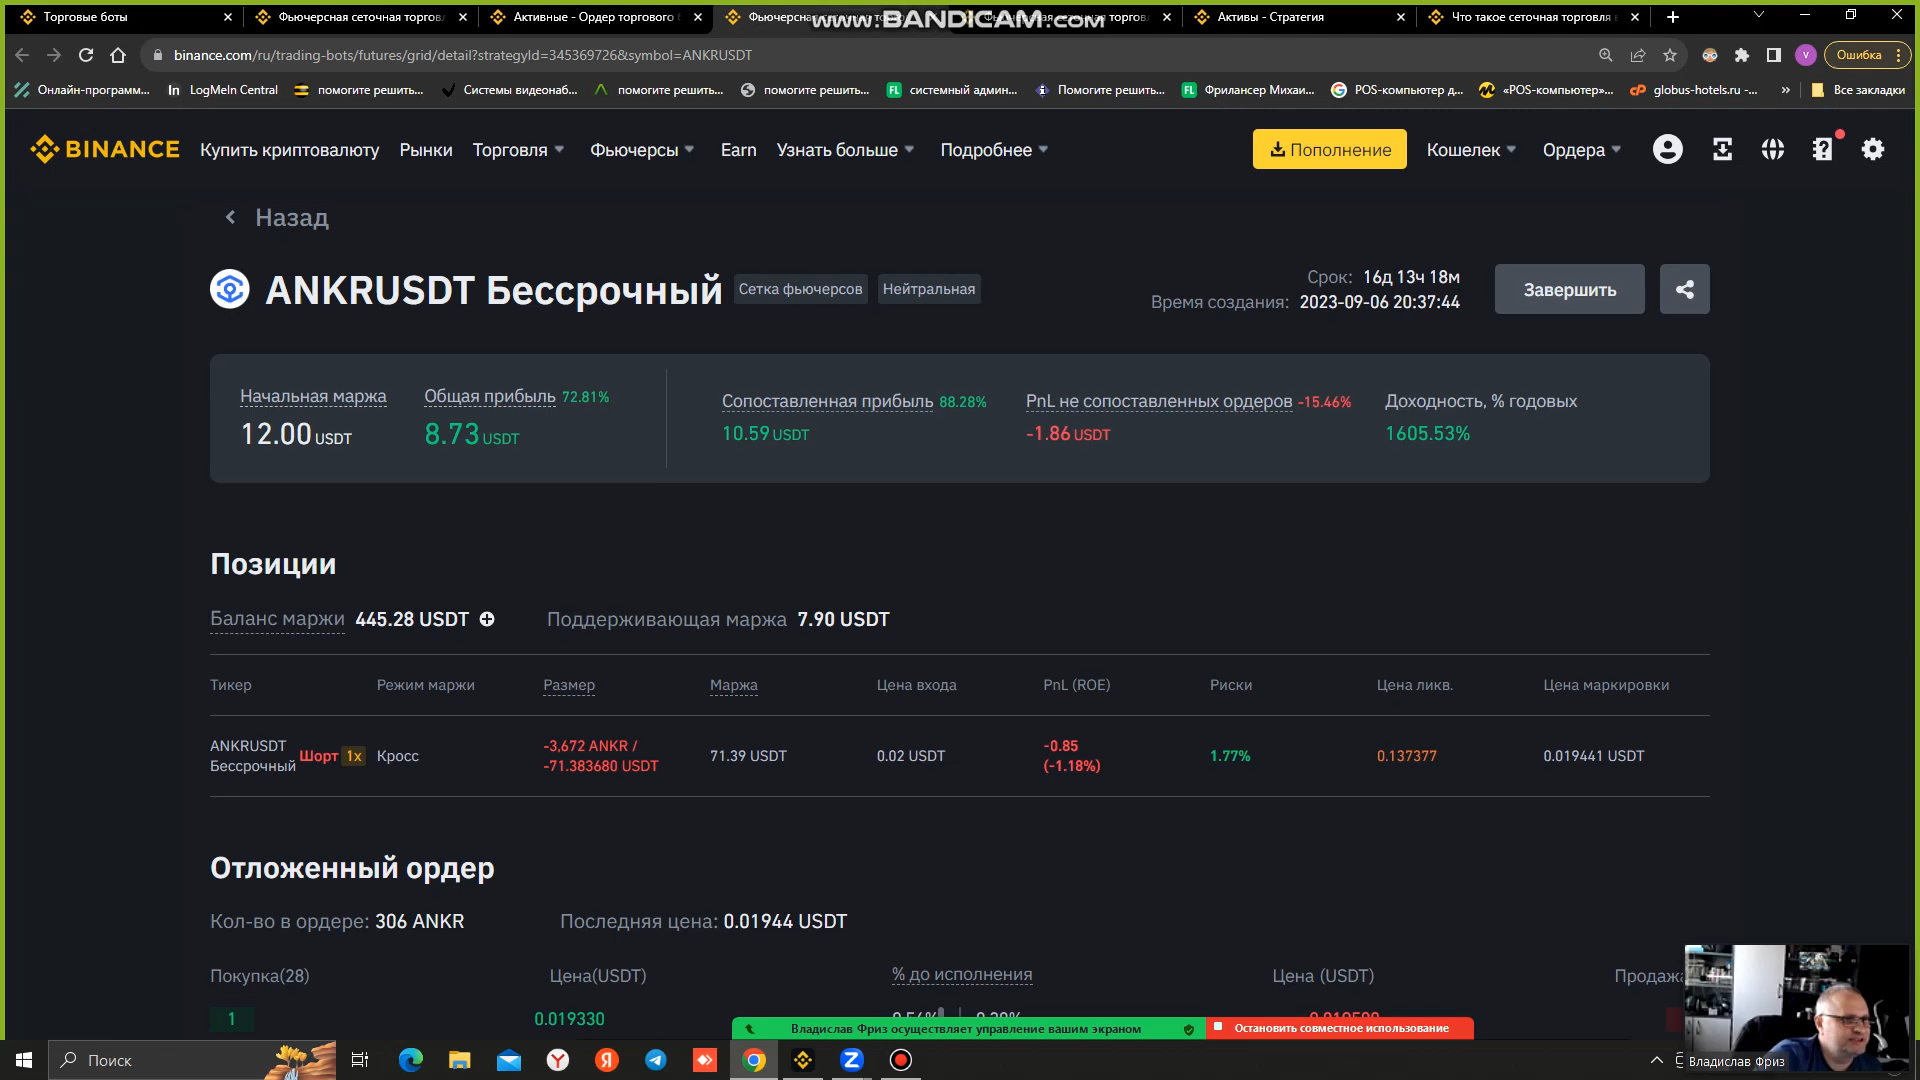 Торговые боты
Фьючерсная сеточная торгов
Активные - Ордер торгового б
Фьючерсная сеточная торгов
Фьючерсная сеточная торгов
Активы - Стратегия
Что такое сеточная торговля в
www.BANDICAM.com
binance.com/ru/trading-bots/futures/grid/detail?strategyId=345369726&symbol=ANKRUSDT
V
Ошибка
Онлайн-программ...
LogMeIn Central
помогите решить...
Системы видеонаб...
помогите решить...
помогите решить...
системный админ...
Помогите решить...
Фрилансер Михаи...
POS-компьютер д...
«POS-компьютер»...
globus-hotels.ru -...
»
Все закладки
BINANCE
Купить криптовалюту
Рынки
Торговля
Фьючерсы
Earn
Узнать больше
Подробнее
Пополнение
Кошелек
Ордера
Назад
ANKRUSDT Бессрочный
Сетка фьючерсов
Нейтральная
Срок: 16д 13ч 18м
Время создания: 2023-09-06 20:37:44
Завершить
Начальная маржа
12.00 USDT
Общая прибыль 72.81%
8.73 USDT
Сопоставленная прибыль 88.28%
10.59 USDT
PnL не сопоставленных ордеров -15.46%
-1.86 USDT
Доходность, % годовых
1605.53%
Позиции
Баланс маржи 445.28 USDT
Поддерживающая маржа 7.90 USDT
Тикер
Режим маржи
Размер
Маржа
Цена входа
PnL (ROE)
Риски
Цена ликв.
Цена маркировки
ANKRUSDT
Бессрочный
Шорт 1x
Кросс
-3,672 ANKR /
-71.383680 USDT
71.39 USDT
0.02 USDT
-0.85
(-1.18%)
1.77%
0.137377
0.019441 USDT
Отложенный ордер
Кол-во в ордере: 306 ANKR
Последняя цена: 0.01944 USDT
Покупка(28)
Цена(USDT)
% до исполнения
Цена (USDT)
Продажа
1
0.019330
Владислав Фриз осуществляет управление вашим экраном
Остановить совместное использование
Поиск
Владислав Фриз